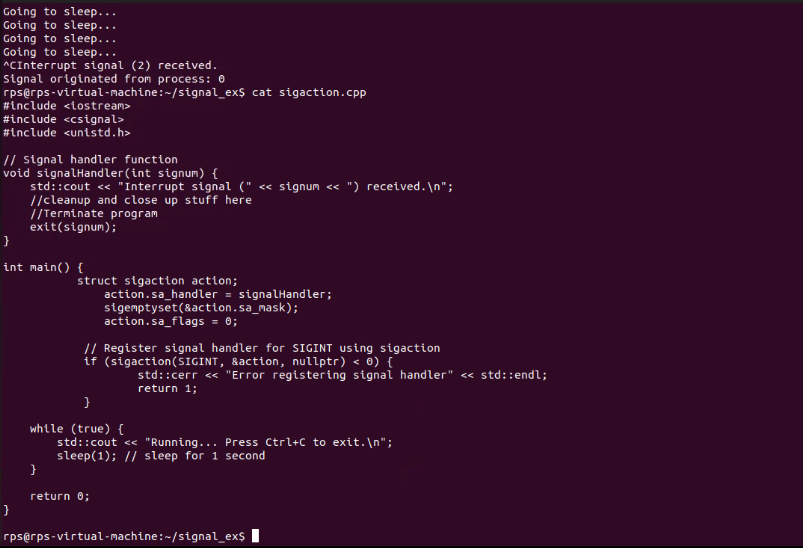 Going to sleep...
Going to sleep...
Going to sleep...
Going to sleep...
^CInterrupt signal (2) received.
Signal originated from process: 0
rps@rps-virtual-machine:~/signal_ex$ cat sigaction.cpp
#include <iostream>
#include <csignal>
#include <unistd.h>

// Signal handler function
void signalHandler(int signum) {
    std::cout << "Interrupt signal (" << signum << ") received.\n";
    //cleanup and close up stuff here
    //Terminate program
    exit(signum);
}

int main() {
           struct sigaction action;
               action.sa_handler = signalHandler;
               sigemptyset(&action.sa_mask);
               action.sa_flags = 0;

            // Register signal handler for SIGINT using sigaction
            if (sigaction(SIGINT, &action, nullptr) < 0) {
                    std::cerr << "Error registering signal handler" << std::endl;
                    return 1;
            }

    while (true) {
        std::cout << "Running... Press Ctrl+C to exit.\n";
        sleep(1); // sleep for 1 second
    }

    return 0;
}

rps@rps-virtual-machine:~/signal_ex$